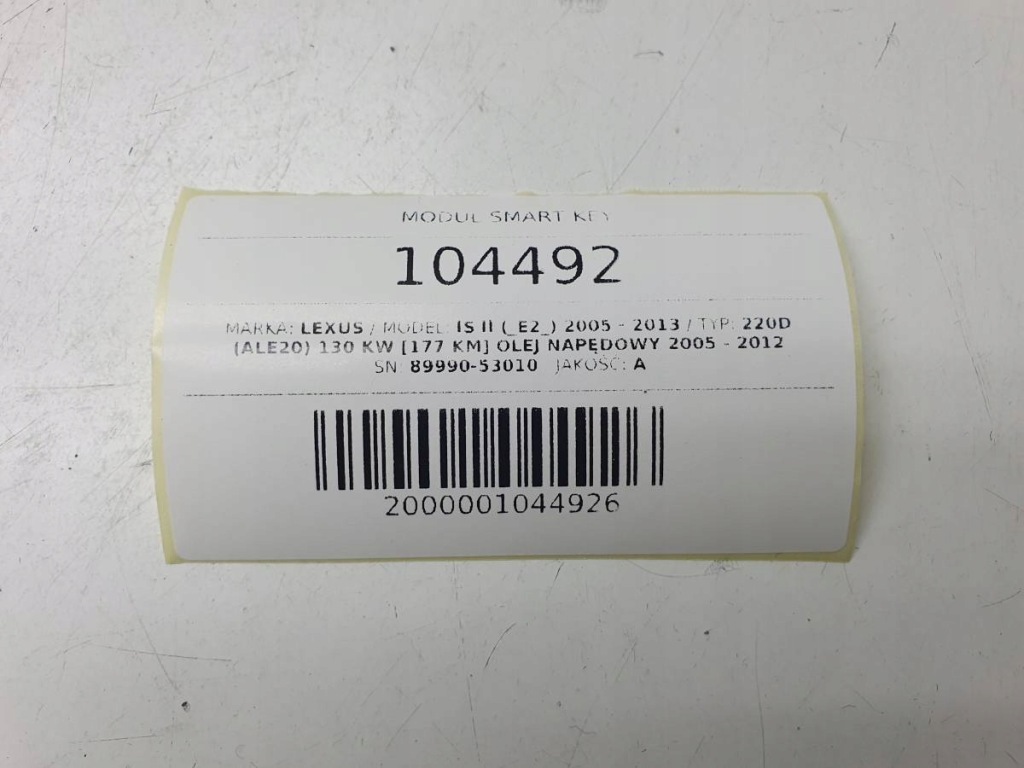 MODUŁ SMART KEY
104492
MARKA: LEXUS / MODEL: IS II (_E2_) 2005 - 2013 / TYP: 220D
(ALE20) 130 KW [177 KM] OLEJ NAPĘDOWY 2005 - 2012
SN: 89990-53010 JAKOŚĆ: A
2000001044926